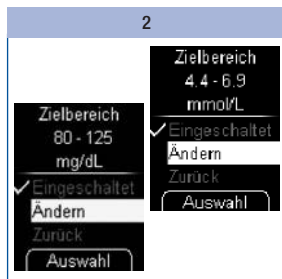 2
Zielbereich
80 - 125
mg/dL
Eingeschaltet
Ändern
Zurück
Auswahl
Zielbereich
4.4 - 6.9
mmol/L
Eingeschaltet
Ändern
Zurück
Auswahl